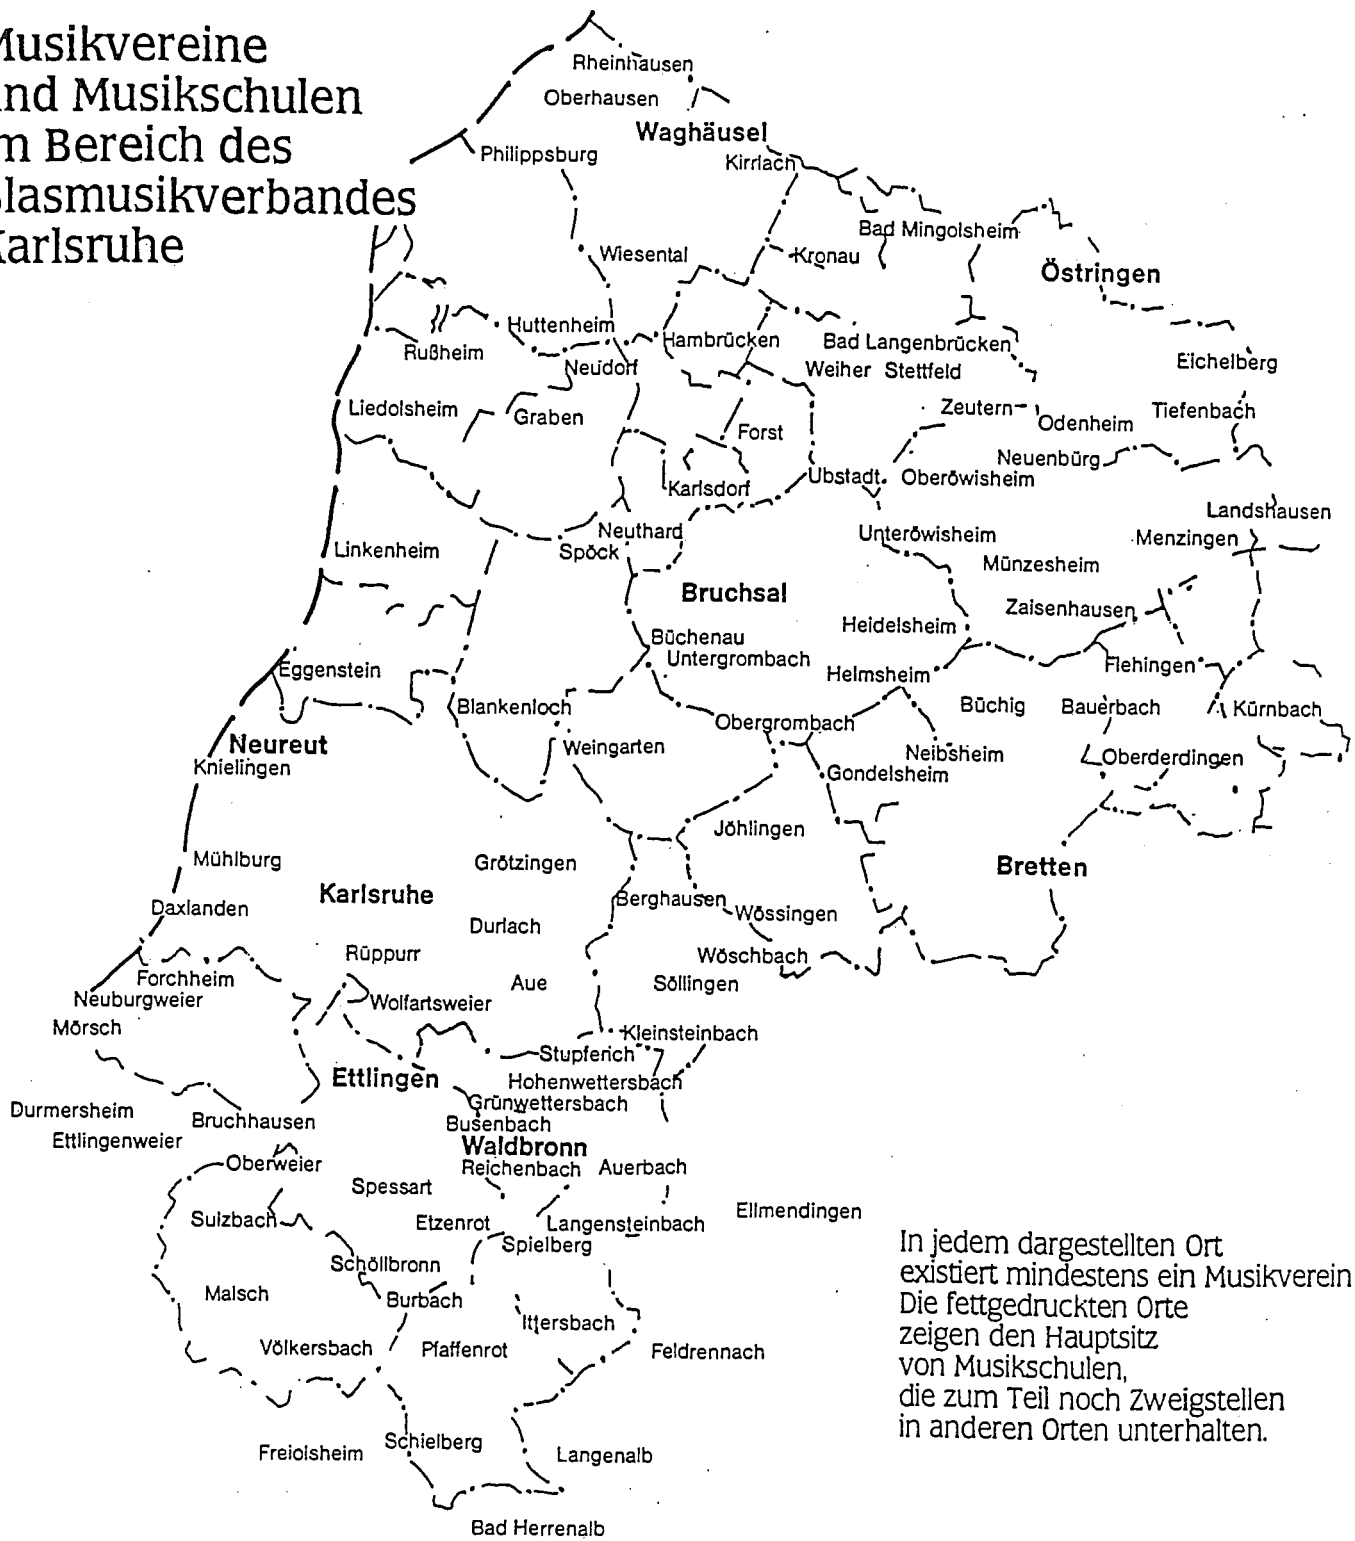 Musikvereine
und Musikschulen
im Bereich des
Blasmusikverbandes
Karlsruhe
Rheinhausen
Oberhausen
Waghäusel
Philippsburg
Kirrlach
Bad Mingolsheim
Wiesental
Kronau
Östringen
Huttenheim
Hambrücken
Bad Langenbrücken
Rußheim
Neudorf
Weiher Stettfeld
Eichelberg
Liedolsheim
Graben
Zeutern
Odenheim
Tiefenbach
Forst
Neuenbürg
Karlsdorf
Ubstadt
Oberöwisheim
Landshausen
Neuthard
Unteröwisheim
Menzingen
Linkenheim
Spöck
Münzesheim
Bruchsal
Zaisenhausen
Heidelsheim
Büchenau
Untergrombach
Flehingen
Eggenstein
Helmsheim
Blankenloch
Büchig
Bauerbach
Kürnbach
Obergrombach
Neureut
Weingarten
Neibsheim
Oberderdingen
Knielingen
Gondelsheim
Jöhlingen
Mühlburg
Grötzingen
Bretten
Karlsruhe
Berghausen
Daxlanden
Wössingen
Durlach
Rüppurr
Wöschbach
Forchheim
Aue
Söllingen
Neuburgweier
Wolfartsweier
Mörsch
Kleinsteinbach
Stupferich
Ettlingen
Hohenwettersbach
Grünwettersbach
Durmersheim
Bruchhausen
Busenbach
Ettlingenweier
Waldbronn
Oberweier
Reichenbach
Auerbach
Spessart
Sulzbach
Etzenrot
Langensteinbach
Ellmendingen
Spielberg
Schöllbronn
Malsch
Burbach
Ittersbach
Völkersbach
Pfaffenrot
Feldrennach
Freiolsheim
Schielberg
Langenalb
Bad Herrenalb
In jedem dargestellten Ort
existiert mindestens ein Musikverein
Die fettgedruckten Orte
zeigen den Hauptsitz
von Musikschulen,
die zum Teil noch Zweigstellen
in anderen Orten unterhalten.